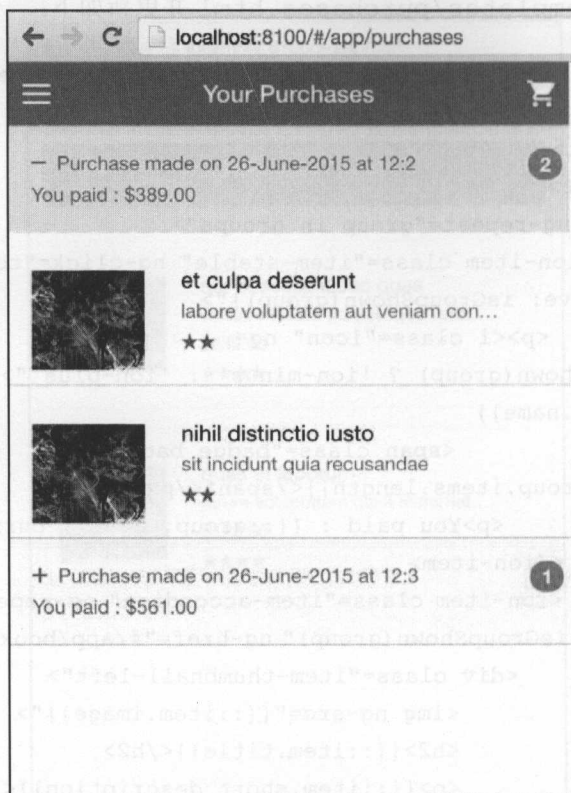 localhost:8100/#/app/purchases
Your Purchases
− Purchase made on 26-June-2015 at 12:2
2
You paid : $389.00
et culpa deserunt
labore voluptatem aut veniam con...
★★
nihil distinctio iusto
sit incidunt quia recusandae
★★
+ Purchase made on 26-June-2015 at 12:3
1
You paid : $561.00